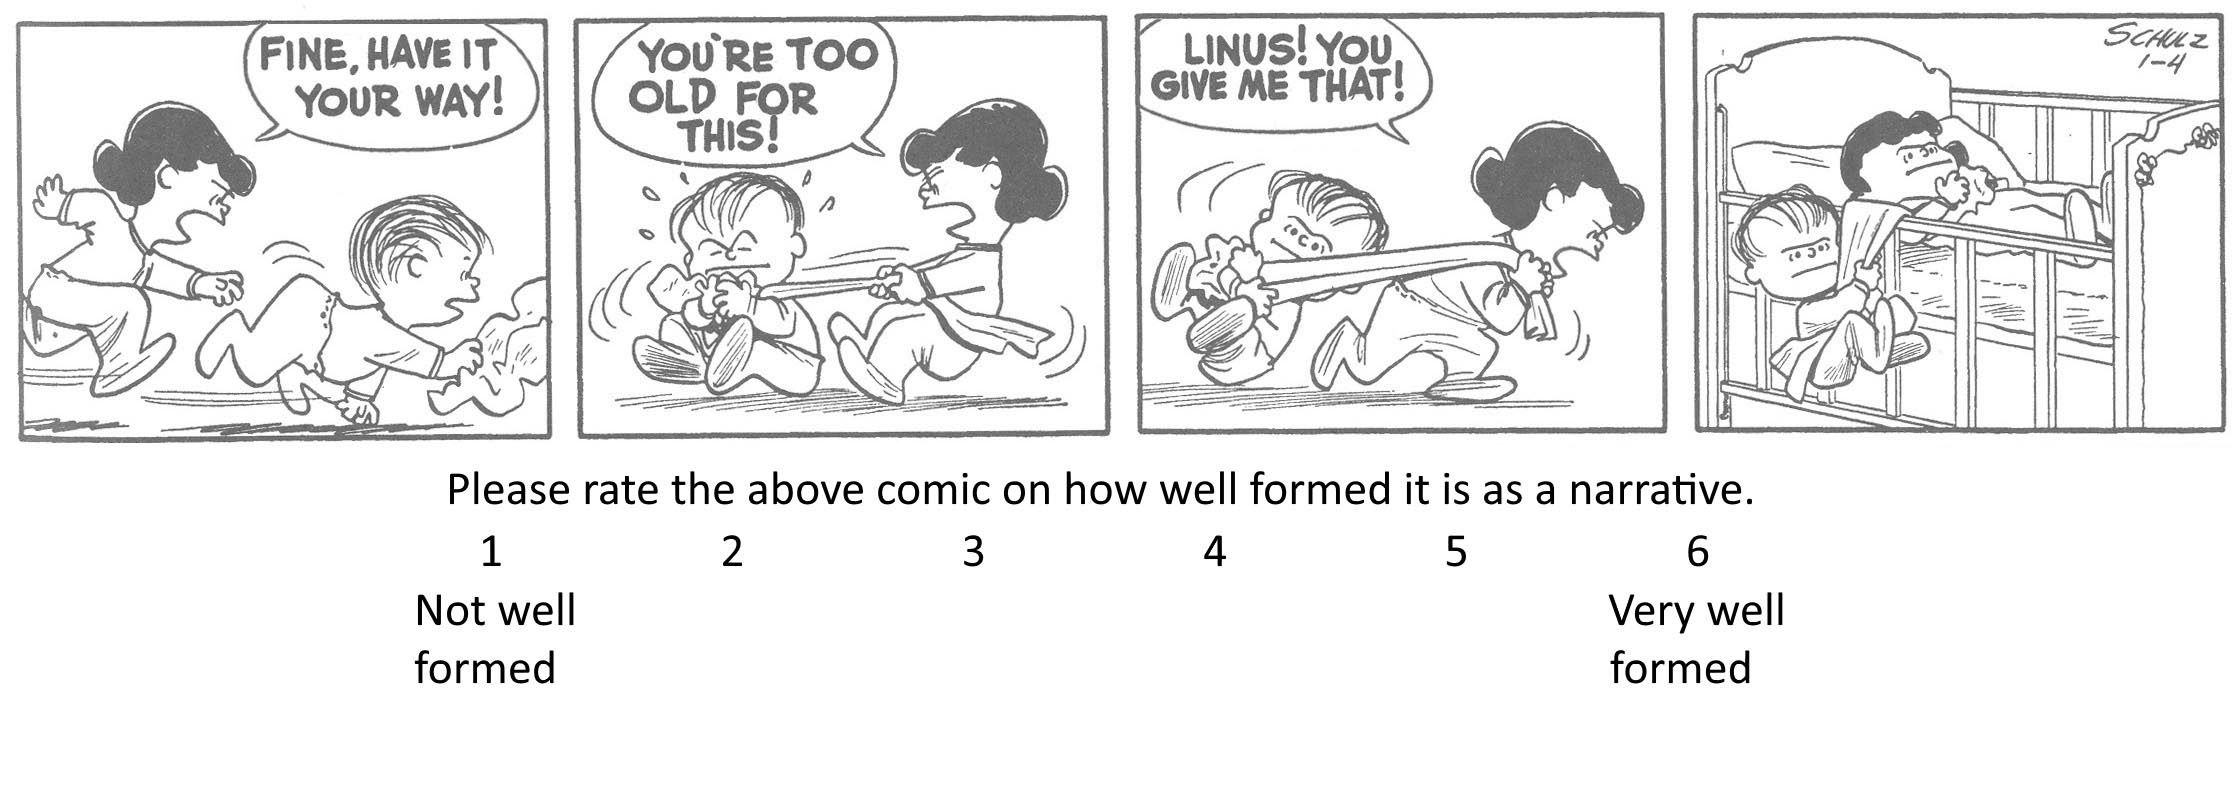 FINE, HAVE IT
YOUR WAY!
YOU'RE TOO
OLD FOR
THIS!
LINUS! YOU
GIVE ME THAT!
SCHULZ
1-4
Please rate the above comic on how well formed it is as a narrative.
1 2 3 4 5 6
Not well
formed
Very well
formed